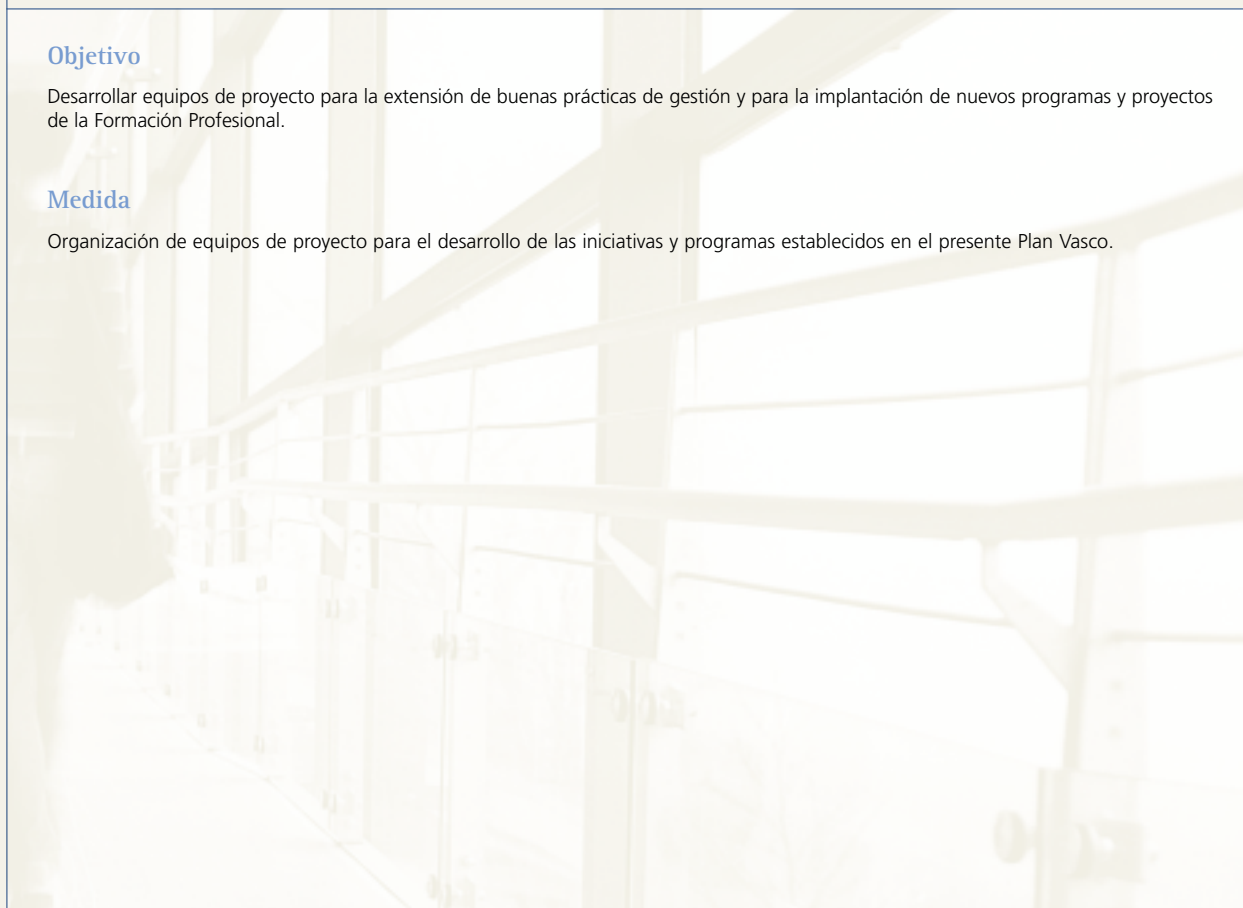 Objetivo
Desarrollar equipos de proyecto para la extensión de buenas prácticas de gestión y para la implantación de nuevos programas y proyectos
de la Formación Profesional.
Medida
Organización de equipos de proyecto para el desarrollo de las iniciativas y programas establecidos en el presente Plan Vasco.